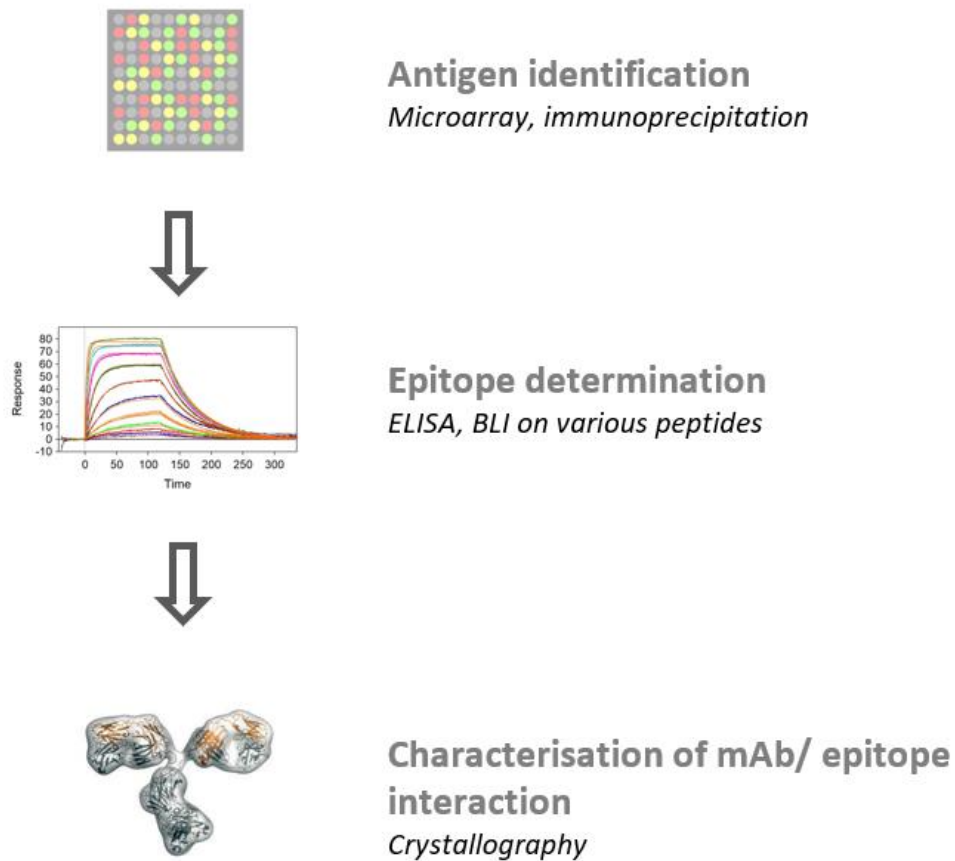 Antigen identification
Microarray, immunoprecipitation
80
70
60
50
40
30
20
10
0
-10
Response
0 50 100 150 200 250 300
Time
Epitope determination
ELISA, BLI on various peptides
Characterisation of mAb/ epitope
interaction
Crystallography